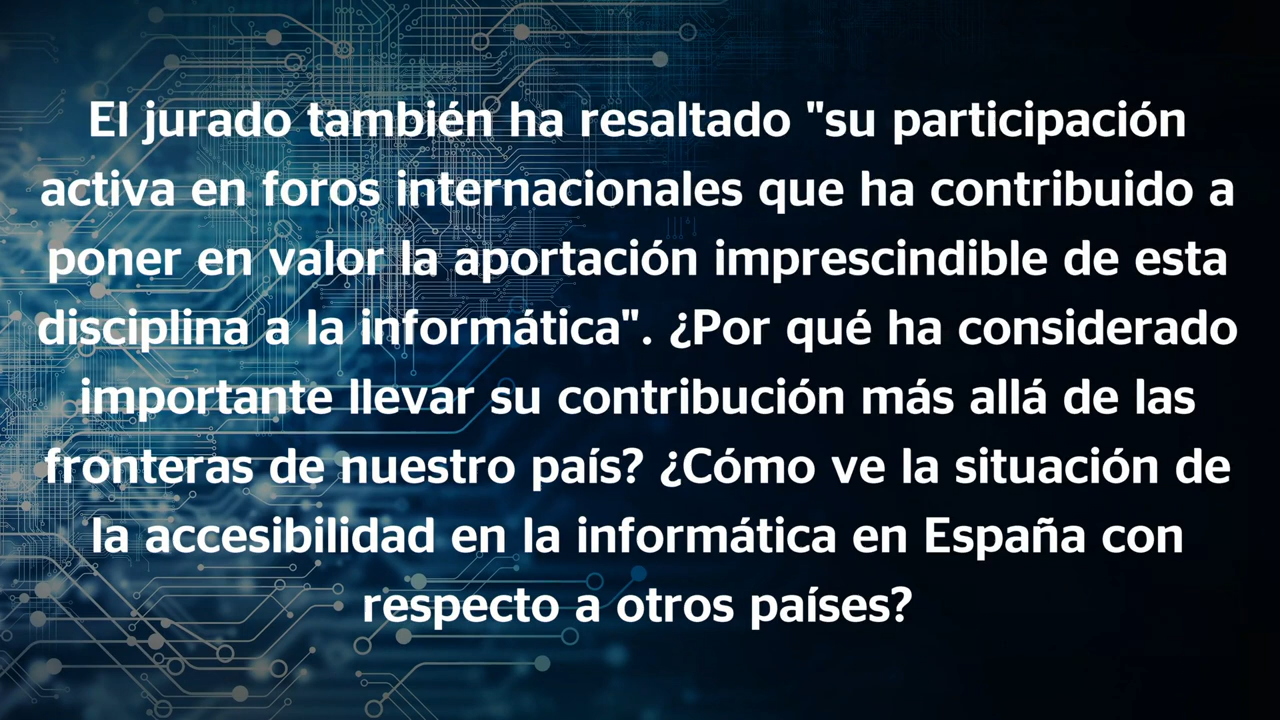 El jurado también ha resaltado "su participación
activa en foros internacionales que ha contribuido a
poner en valor la aportación imprescindible de esta
disciplina a la informática". ¿Por qué ha considerado
importante llevar su contribución más allá de las
fronteras de nuestro país? ¿Cómo ve la situación de
la accesibilidad en la informática en España con
respecto a otros países?